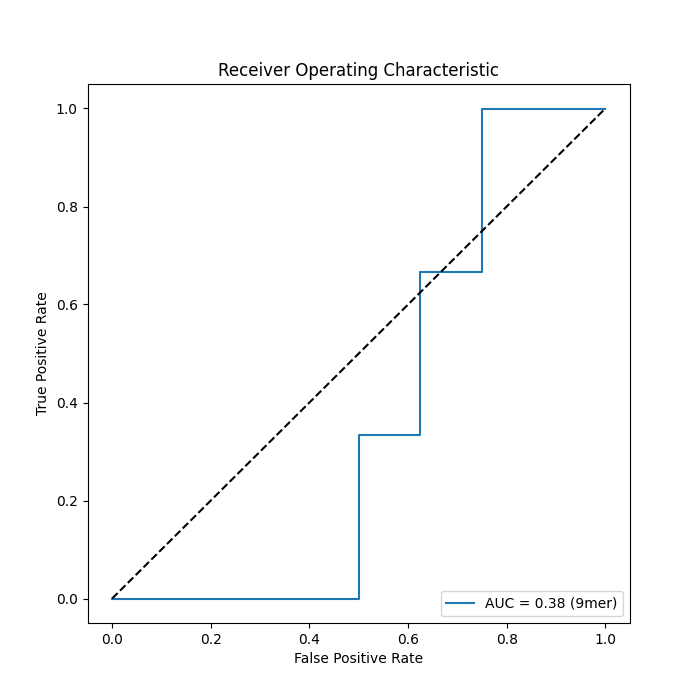 Receiver Operating Characteristic
1.0
0.8
0.6
0.4
0.2
0.0
True Positive Rate
AUC = 0.38 (9mer)
0.0 0.2 0.4 0.6 0.8 1.0
False Positive Rate